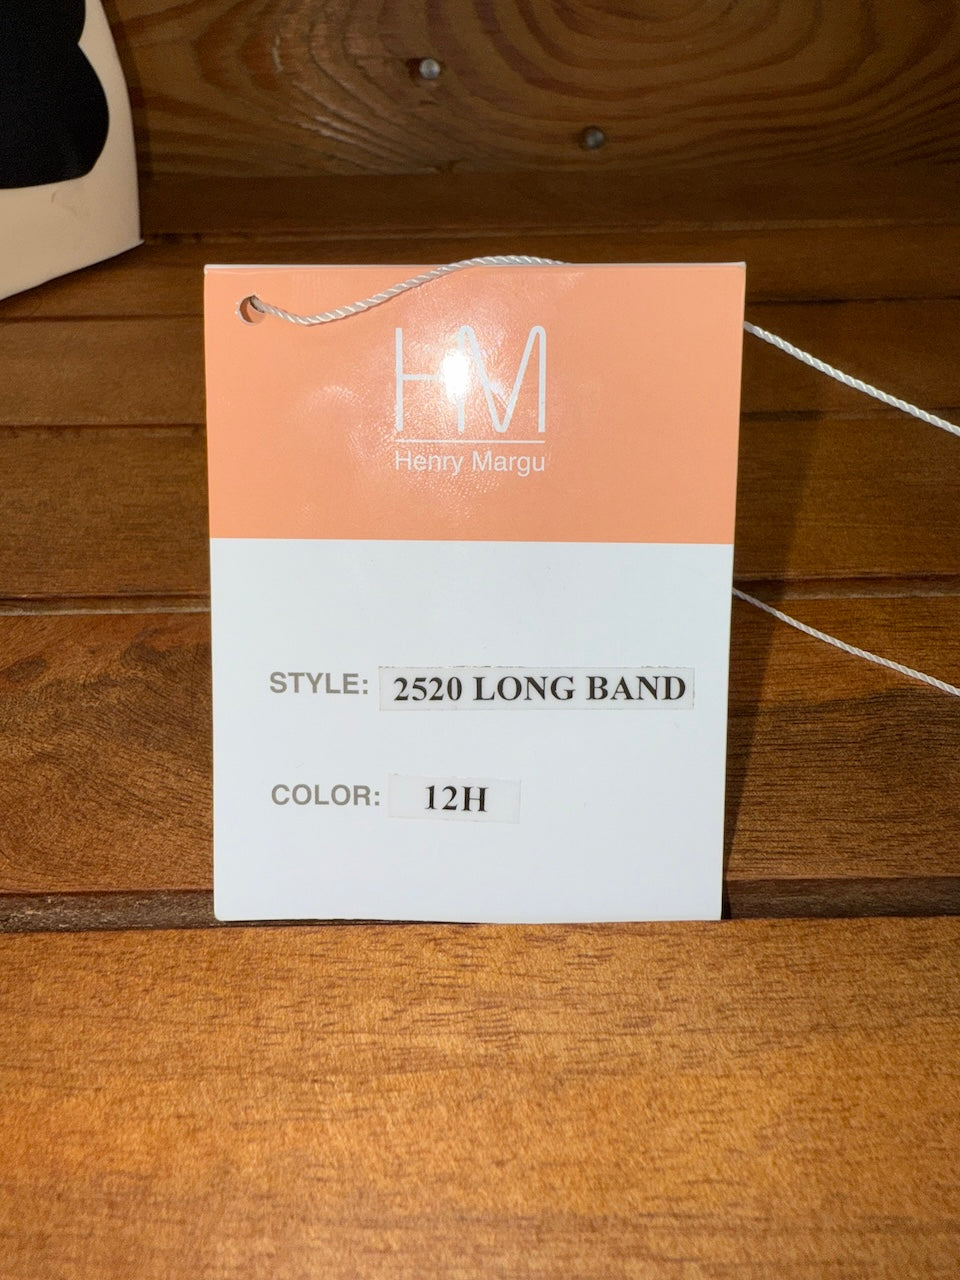 HM
Henry Margu
STYLE: 2520 LONG BAND
COLOR: 12H